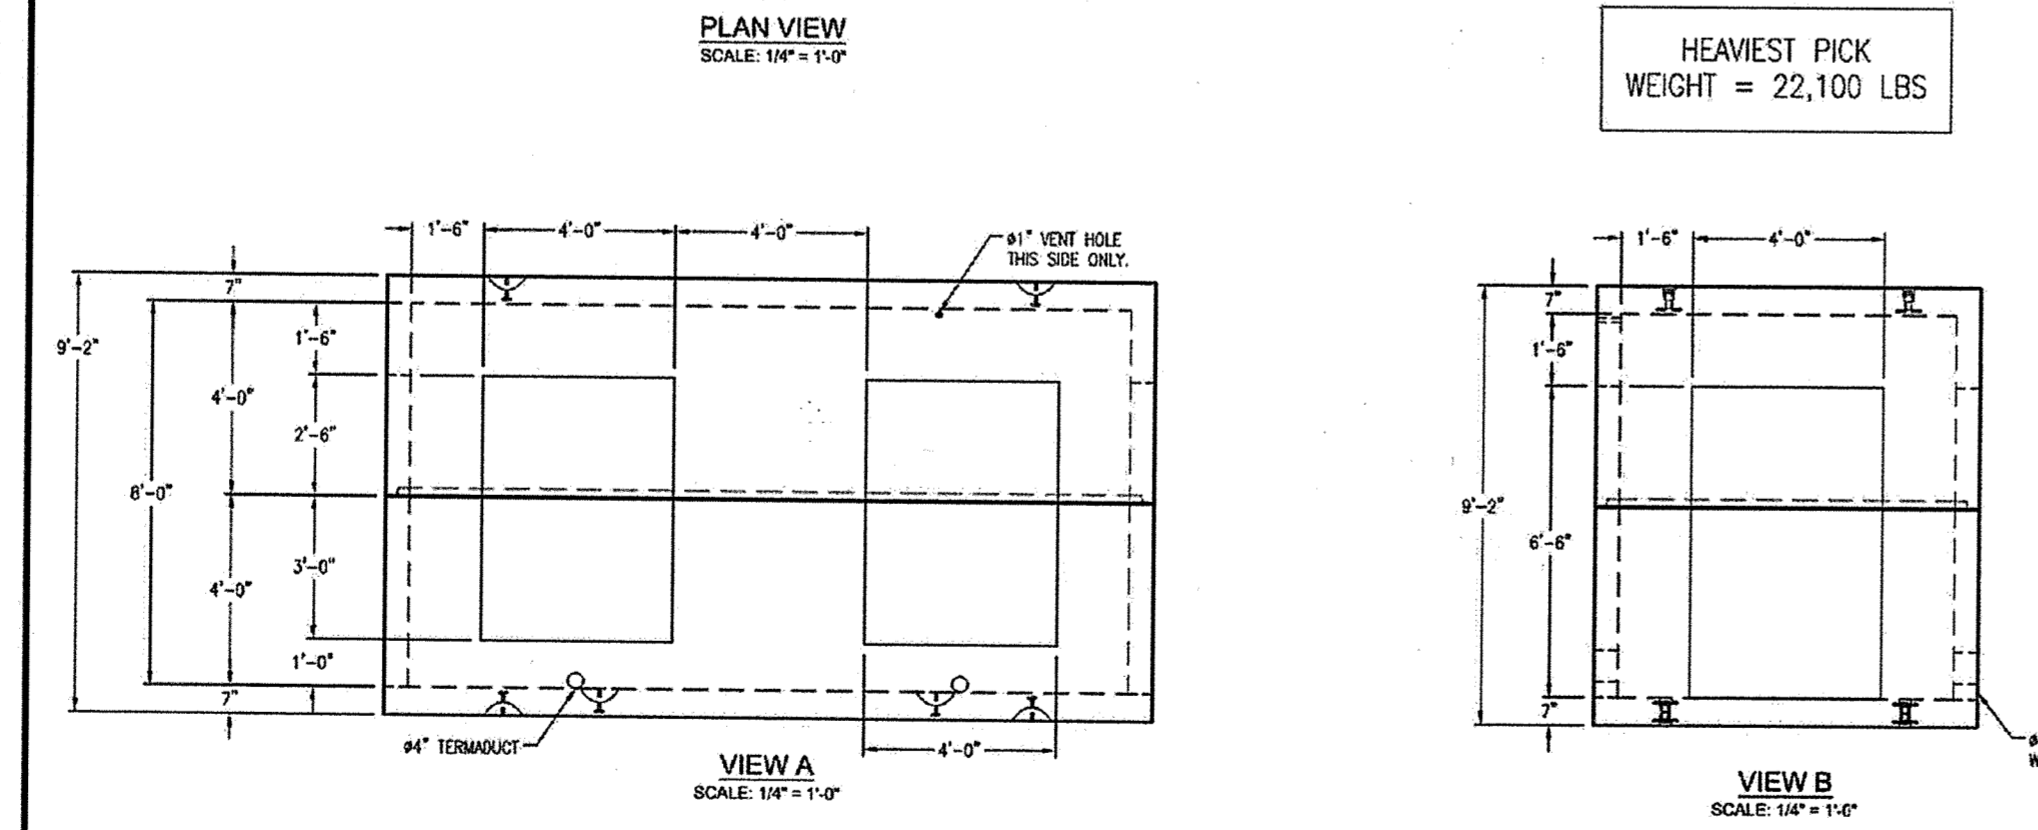 PLAN VIEW
SCALE: 1/4" = 1'-0"
HEAVIEST PICK
WEIGHT = 22,100 LBS
1'-6"
4'-0"
4'-0"
ø1" VENT HOLE
THIS SIDE ONLY.
7"
9'-2"
1'-6"
4'-0"
2'-6"
8'-0"
3'-0"
4'-0"
1'-0"
7"
ø4" TERMADUCT
4'-0"
VIEW A
SCALE: 1/4" = 1'-0"
1'-6"
4'-0"
7"
1'-6"
9'-2"
6'-6"
7"
VIEW B
SCALE: 1/4" = 1'-0"